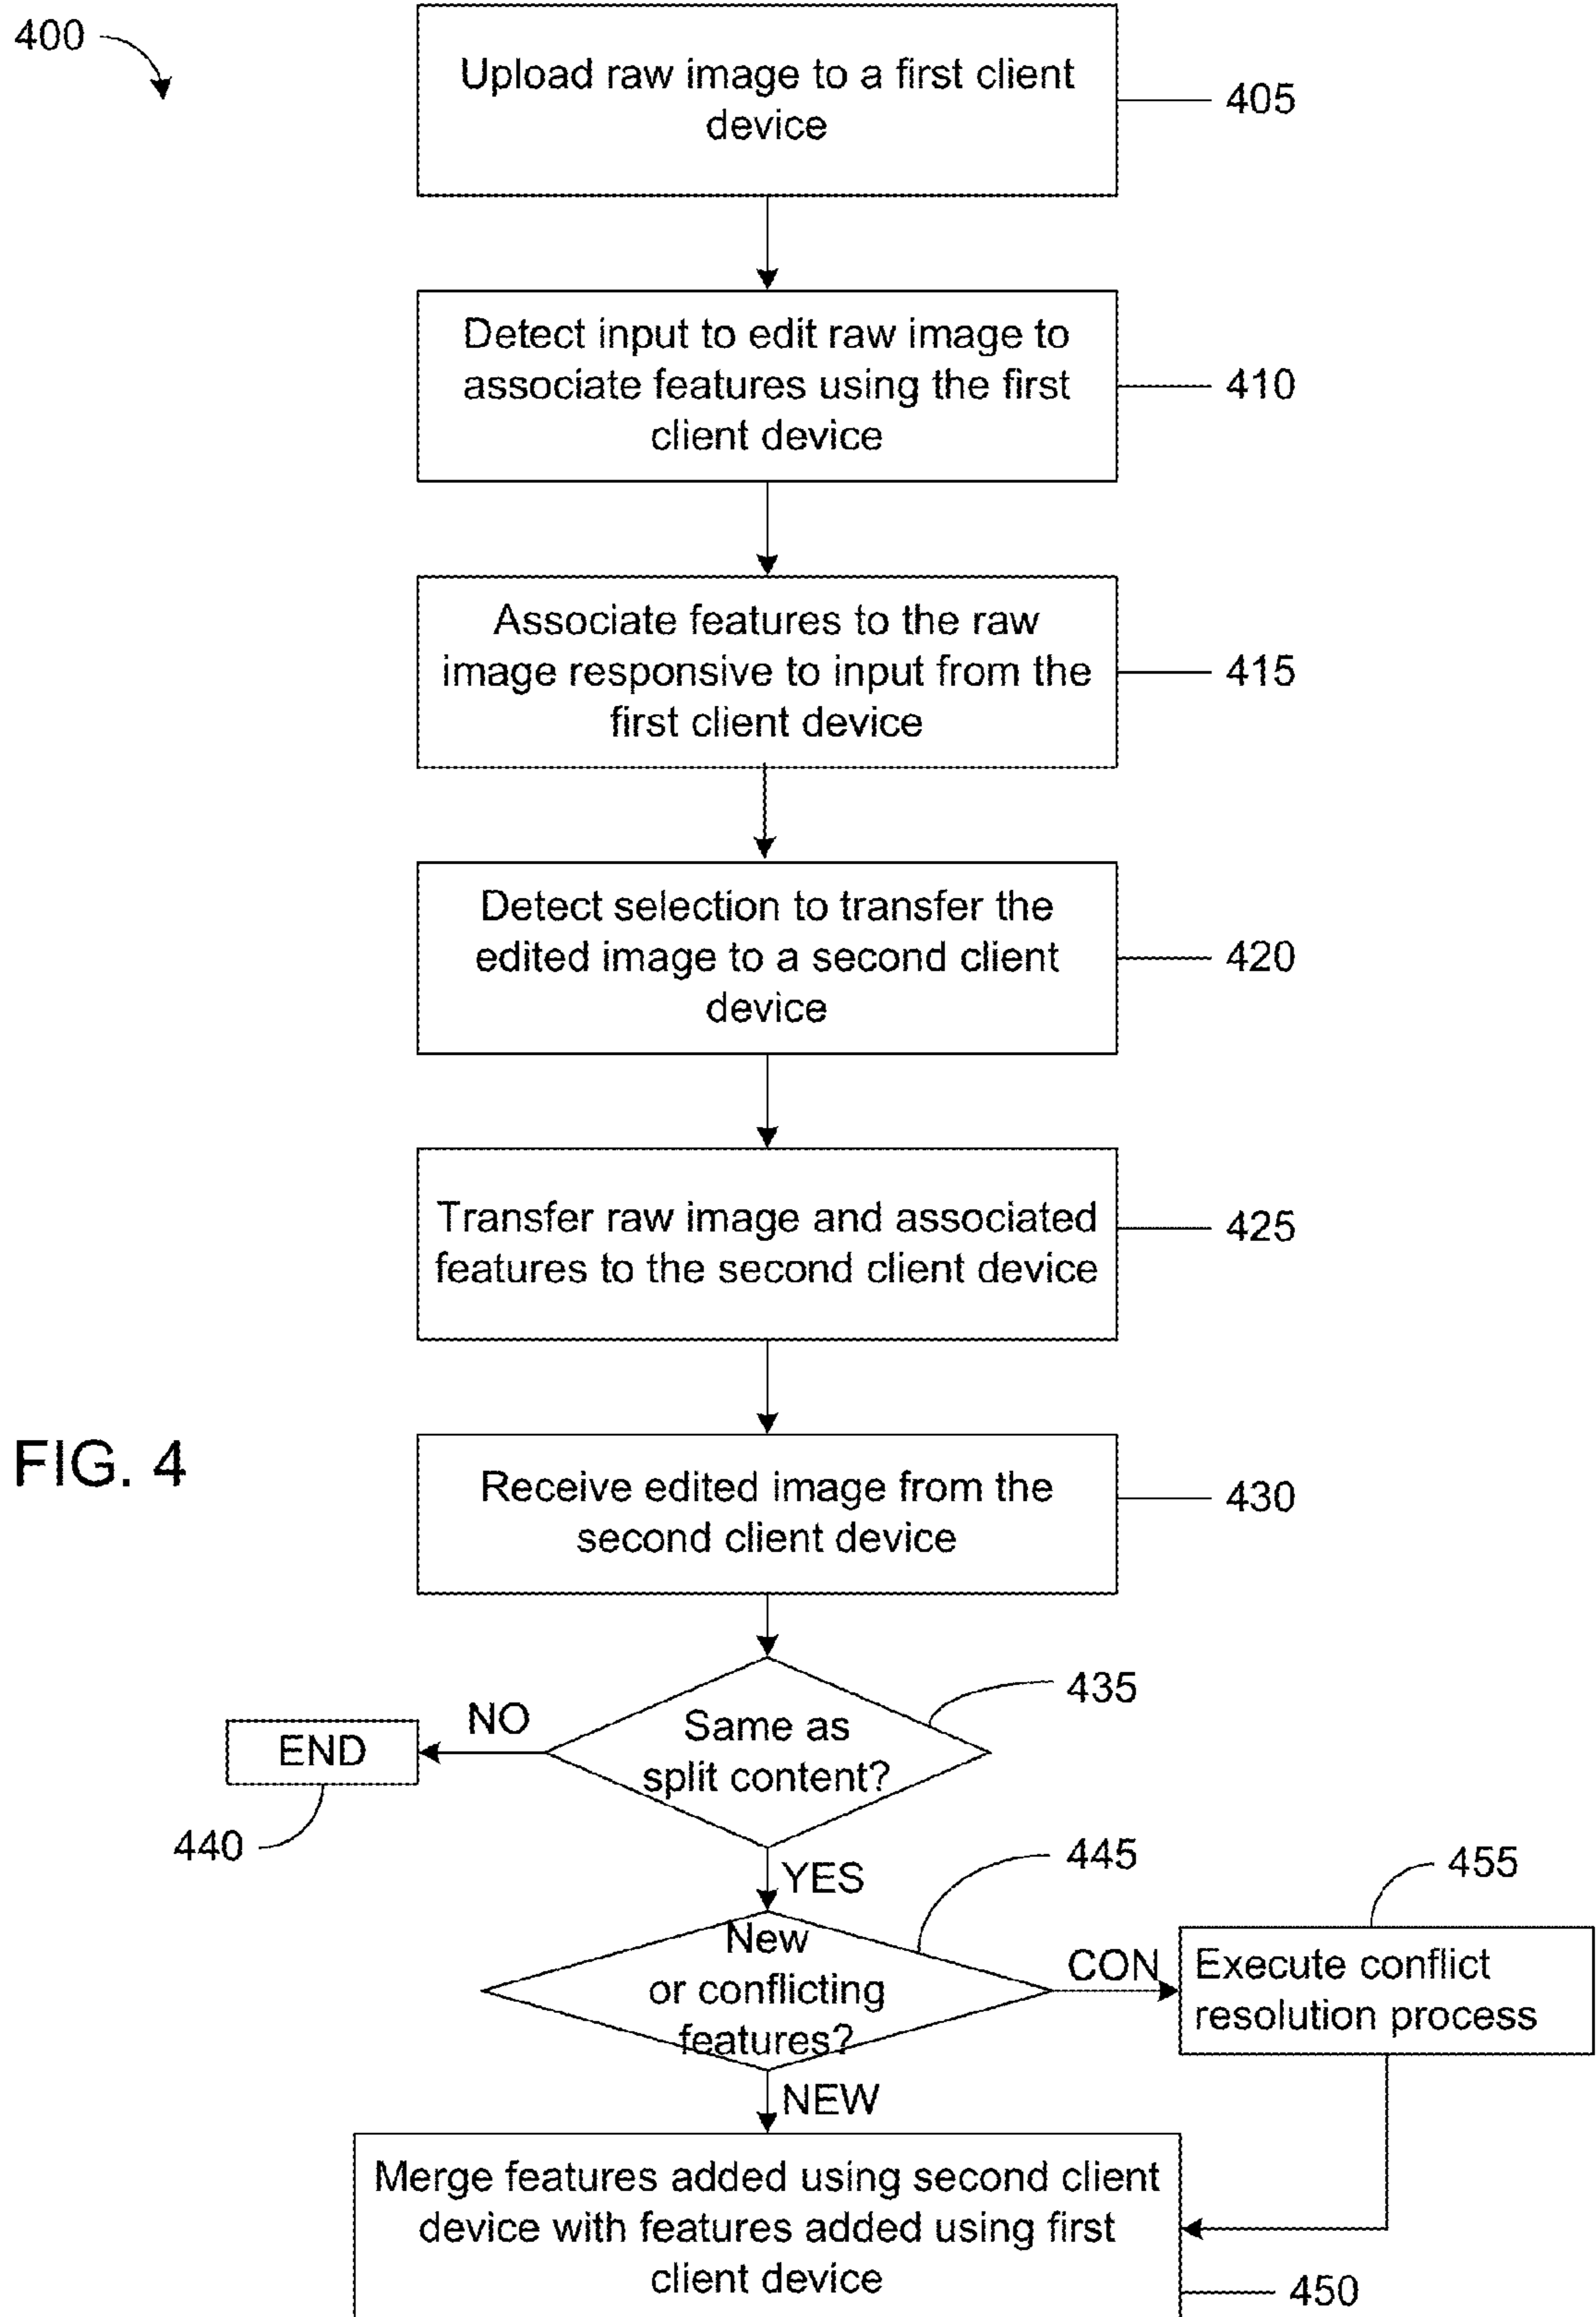 400
Upload raw image to a first client
device
405
Detect input to edit raw image to
associate features using the first
client device
410
Associate features to the raw
image responsive to input from the
first client device
415
Detect selection to transfer the
edited image to a second client
device
420
Transfer raw image and associated
features to the second client device
425
FIG. 4
Receive edited image from the
second client device
430
Same as
split content?
435
NO
END
440
YES
New
or conflicting
features?
445
CON
Execute conflict
resolution process
455
NEW
Merge features added using second client
device with features added using first
client device
450